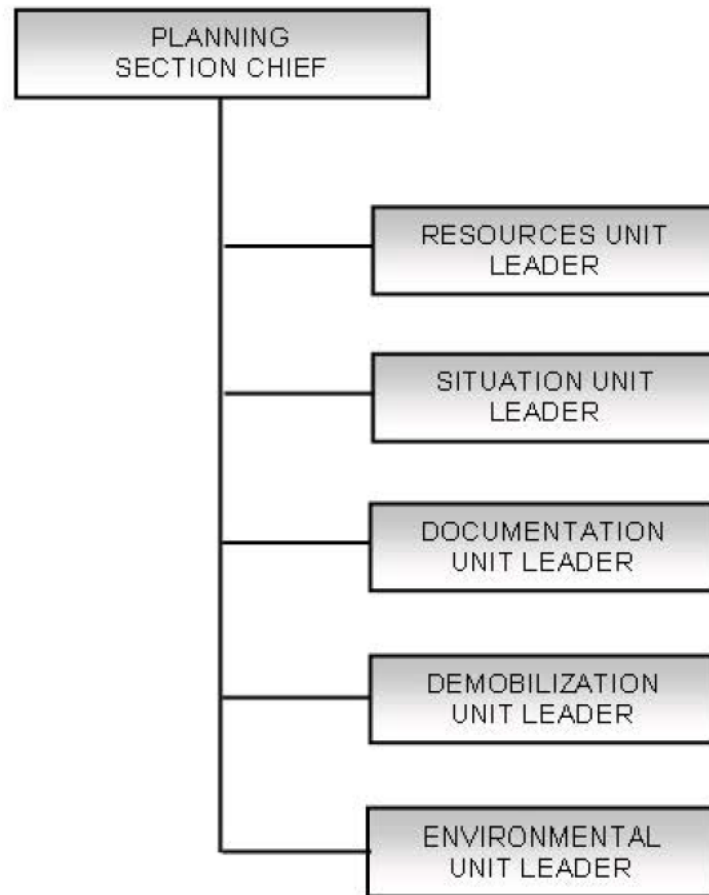 PLANNING
SECTION CHIEF
RESOURCES UNIT
LEADER
SITUATION UNIT
LEADER
DOCUMENTATION
UNIT LEADER
DEMOBILIZATION
UNIT LEADER
ENVIRONMENTAL
UNIT LEADER